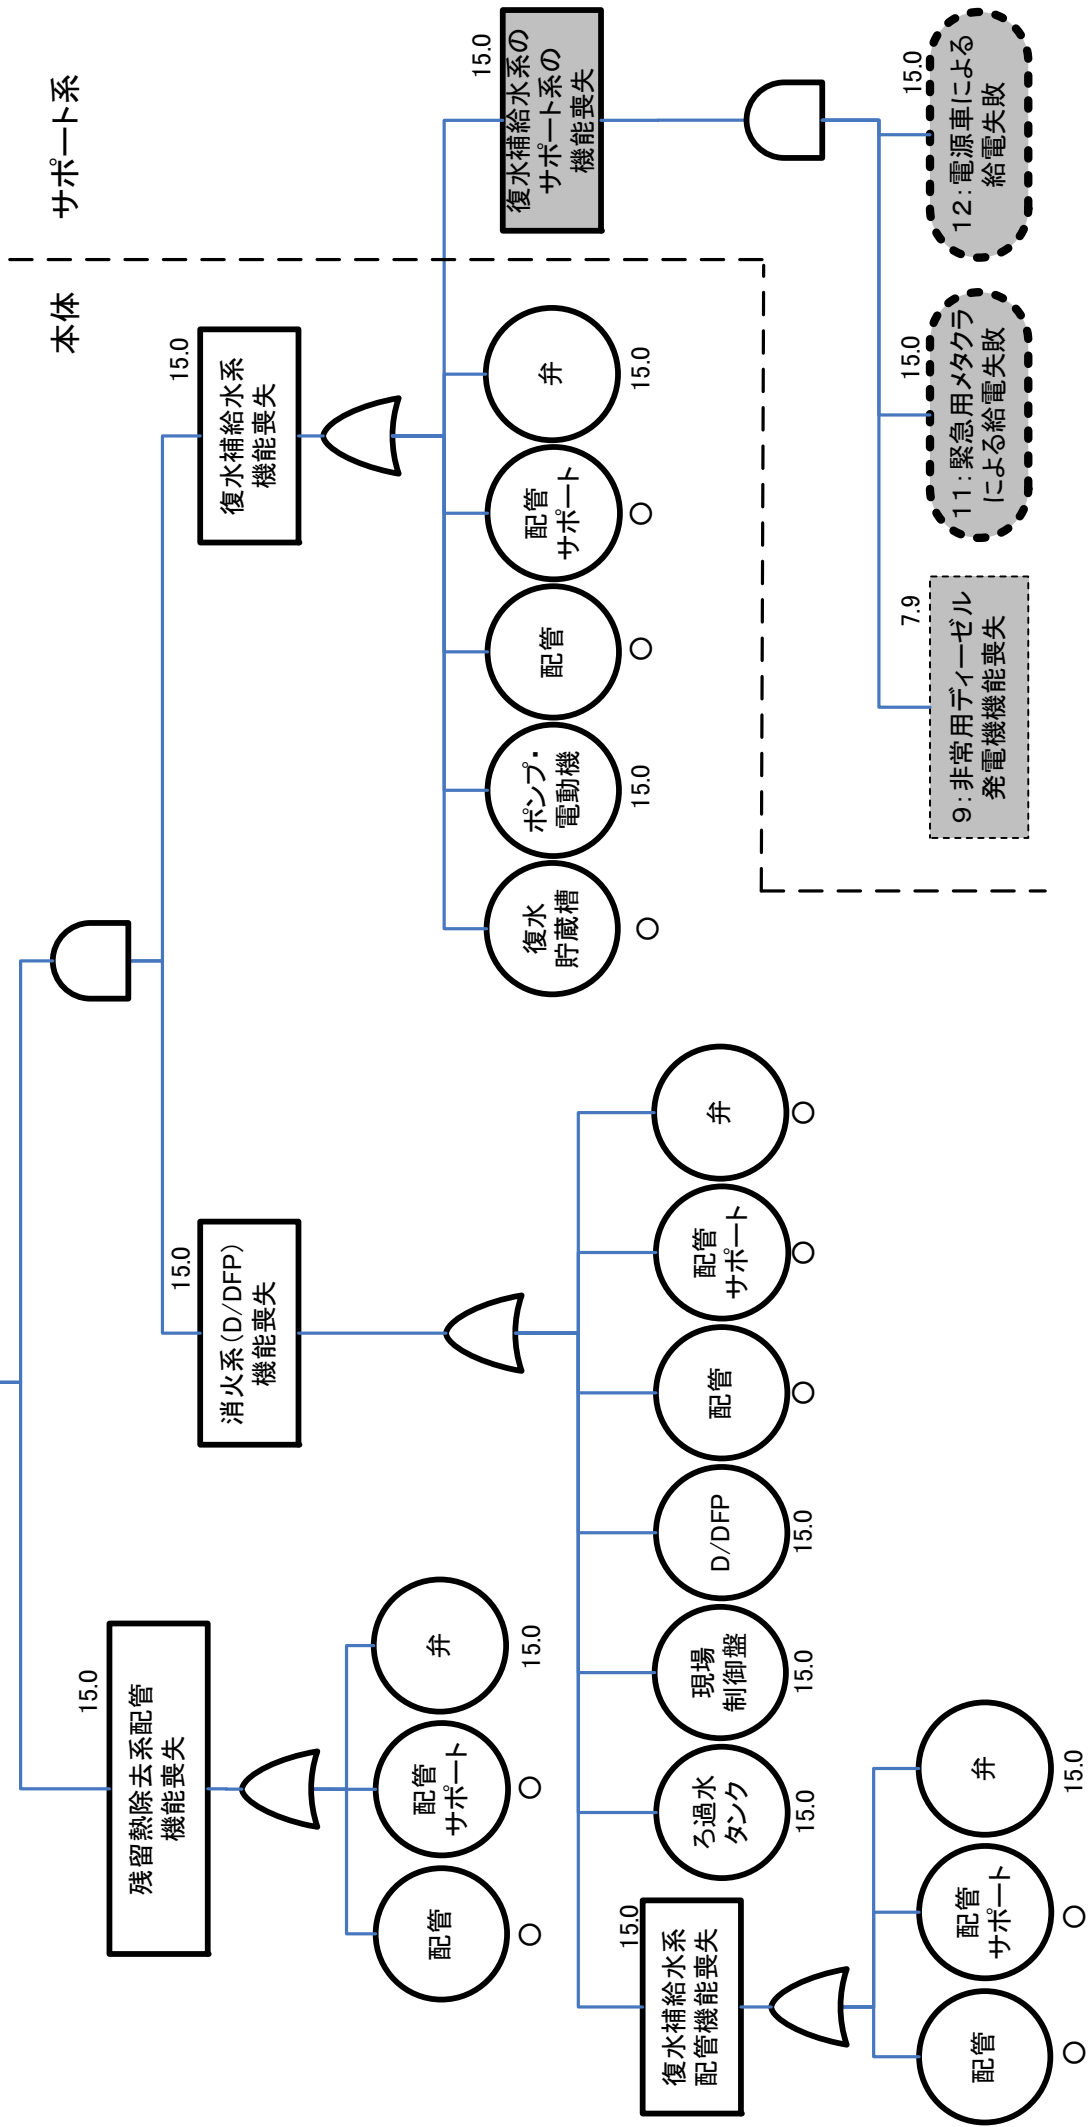 本体
サポート系
15.0
残留熱除去系配管
機能喪失
配管
○
配管
サポート
○
弁
15.0
15.0
消火系(D/DFP)
機能喪失
15.0
復水補給水系
配管機能喪失
配管
○
配管
サポート
○
弁
15.0
ろ過水
タンク
15.0
現場
制御盤
15.0
D/DFP
15.0
配管
○
配管
サポート
○
弁
○
15.0
復水補給水系
機能喪失
復水
貯蔵槽
○
ポンプ・
電動機
15.0
配管
○
配管
サポート
○
弁
15.0
15.0
復水補給水系の
サポート系の
機能喪失
7.9
9:非常用ディーゼル
発電機機能喪失
15.0
11:緊急用メタクラ
による給電失敗
15.0
12:電源車による
給電失敗